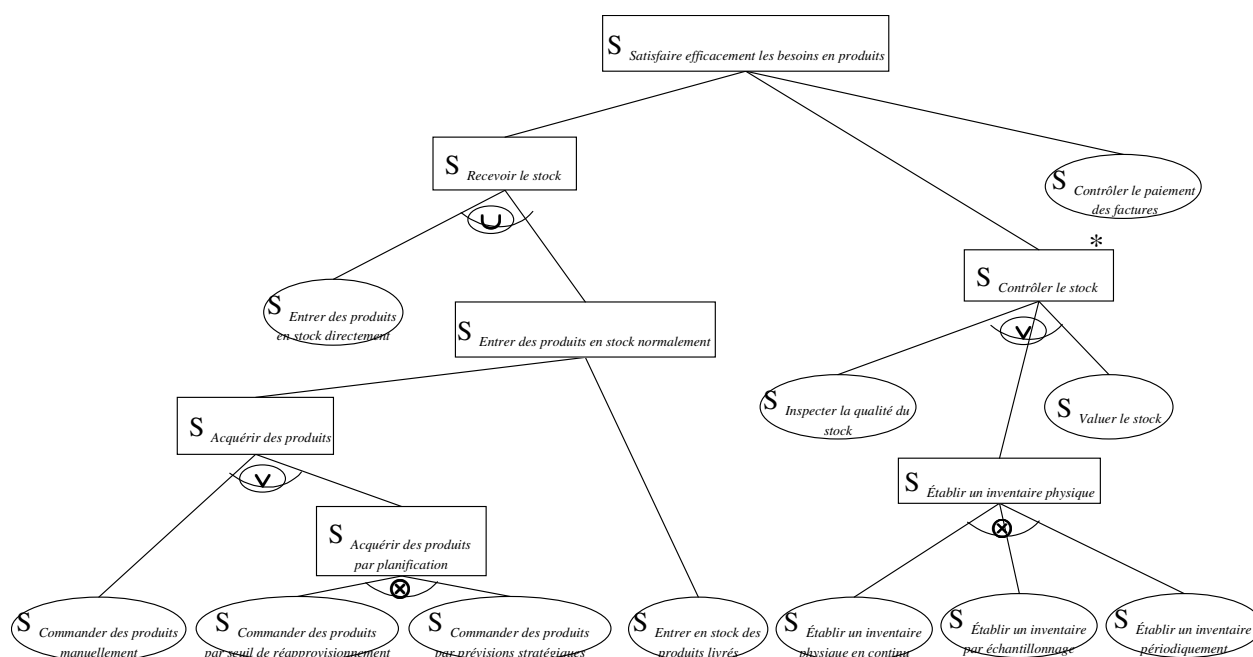 S Satisfaire efficacement les besoins en produits
S Recevoir le stock
S Contrôler le paiement
des factures
*
S Contrôler le stock
S Entrer des produits
en stock directement
S Entrer des produits en stock normalement
S Inspecter la qualité du
stock
S Valuer le stock
S Acquérir des produits
S Établir un inventaire physique
S Acquérir des produits
par planification
S Commander des produits
manuellement
S Commander des produits
par seuil de réapprovisionnement
S Commander des produits
par prévisions stratégiques
S Entrer en stock des
produits livrés
S Établir un inventaire
physique en continu
S Établir un inventaire
par échantillonnage
S Établir un inventaire
périodiquement